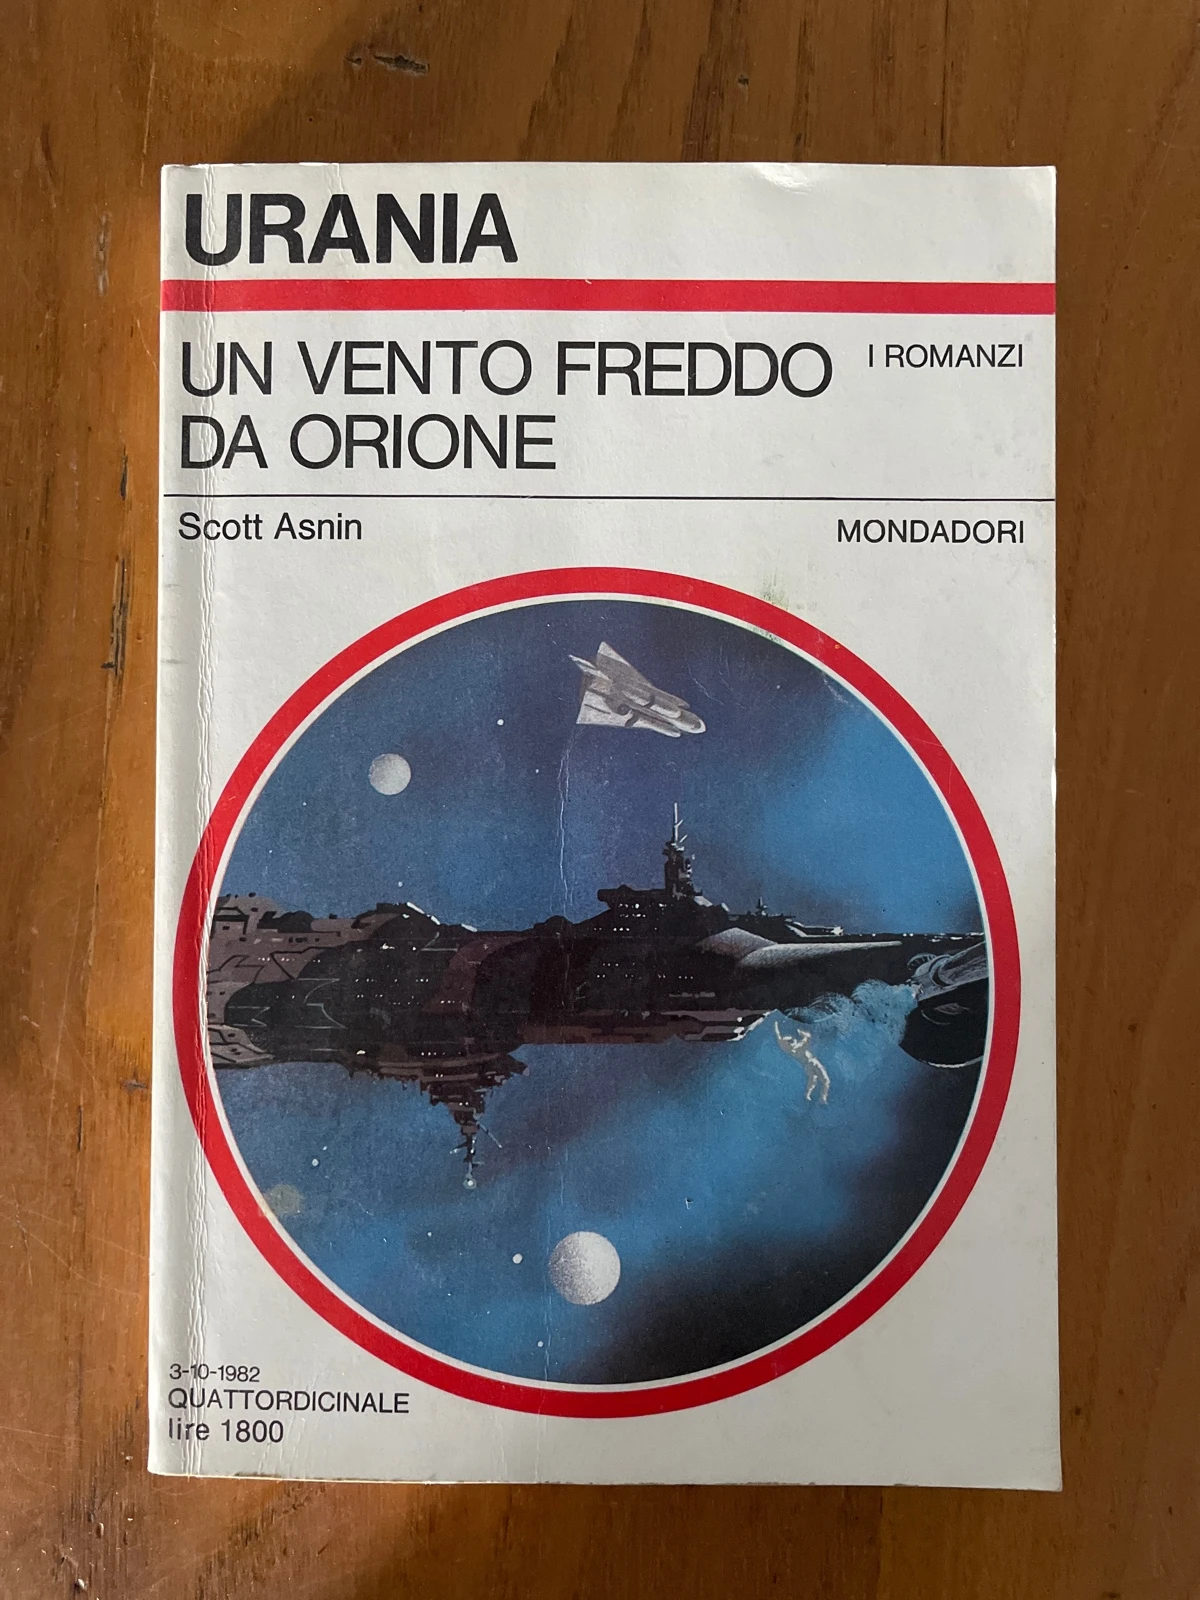 URANIA
UN VENTO FREDDO
DA ORIONE
I ROMANZI
Scott Asnin
MONDADORI
3-10-1982
QUATTORDICINALE
lire 1800